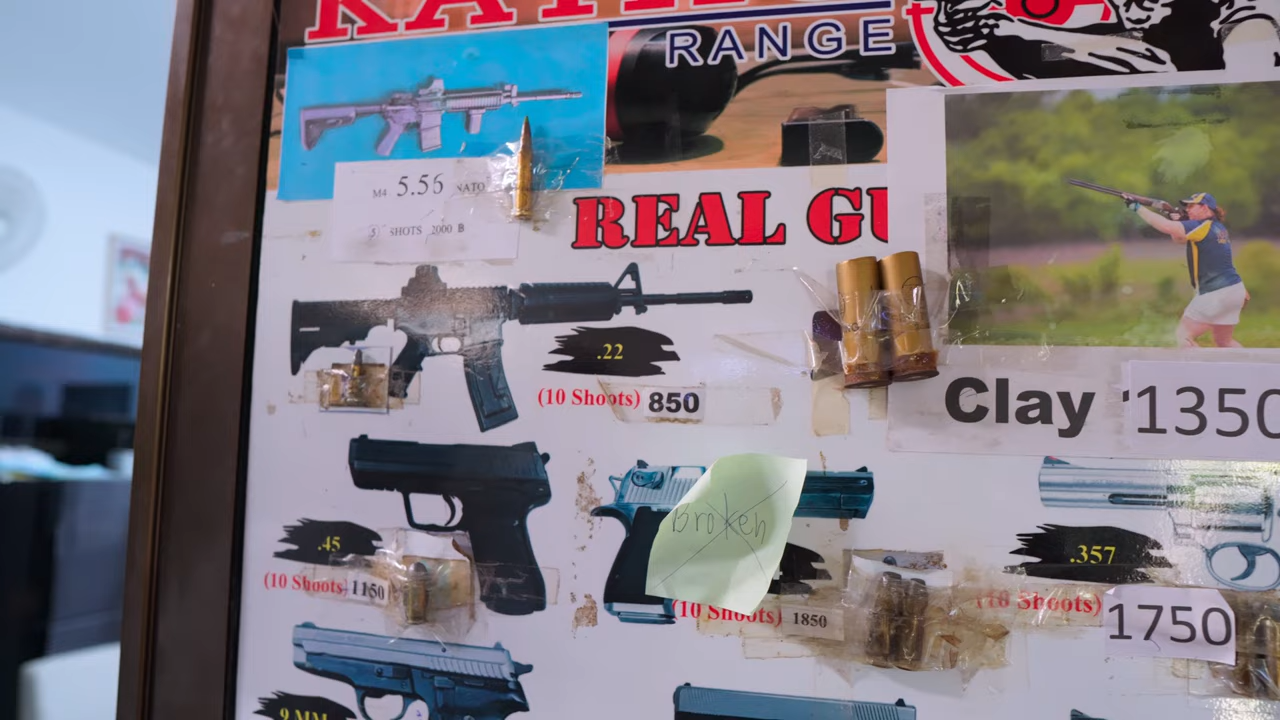 RANGE
M4 5.56 NATO
5 SHOTS 2000 B
REAL GU
.22
(10 Shoots) 850
Clay 1350
Broken
.45
(10 Shoots) 1150
(10 Shoots) 1850
.357
(10 Shoots)
1750
9 MM